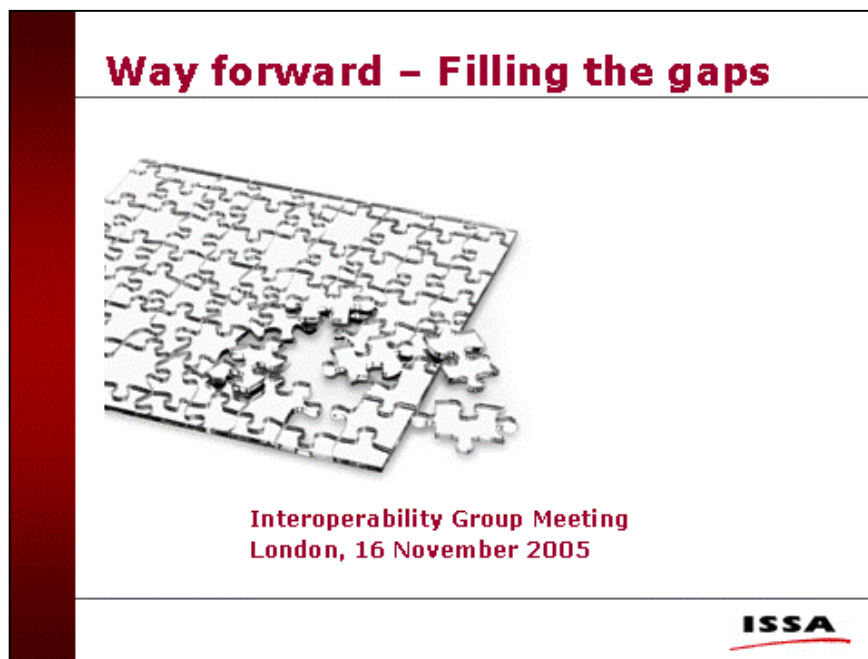 Way forward – Filling the gaps
Interoperability Group Meeting
London, 16 November 2005
ISSA